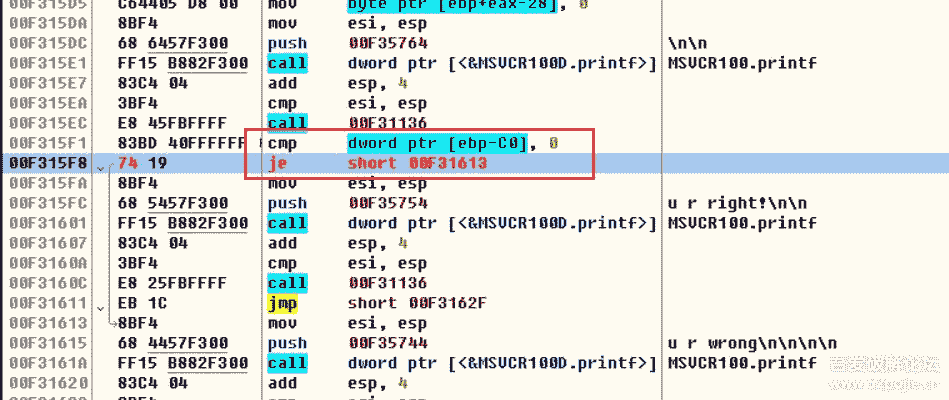 00F315D5 C64405 D8 00 mov byte ptr [ebp+eax-28], 0
00F315DA 8BF4 mov esi, esp
00F315DC 68 6457F300 push 00F35764 \n\n
00F315E1 FF15 B882F300 call dword ptr [<&MSVCR100D.printf>] MSVCR100.printf
00F315E7 83C4 04 add esp, 4
00F315EA 3BF4 cmp esi, esp
00F315EC E8 45FBFFFF call 00F31136
00F315F1 83BD 40FFFFFF cmp dword ptr [ebp-C0], 0
00F315F8 74 19 je short 00F31613
00F315FA 8BF4 mov esi, esp
00F315FC 68 5457F300 push 00F35754 u r right!\n\n
00F31601 FF15 B882F300 call dword ptr [<&MSVCR100D.printf>] MSVCR100.printf
00F31607 83C4 04 add esp, 4
00F3160A 3BF4 cmp esi, esp
00F3160C E8 25FBFFFF call 00F31136
00F31611 EB 1C jmp short 00F3162F
00F31613 8BF4 mov esi, esp
00F31615 68 4457F300 push 00F35744 u r wrong\n\n\n\n
00F3161A FF15 B882F300 call dword ptr [<&MSVCR100D.printf>] MSVCR100.printf
00F31620 83C4 04 add esp, 4